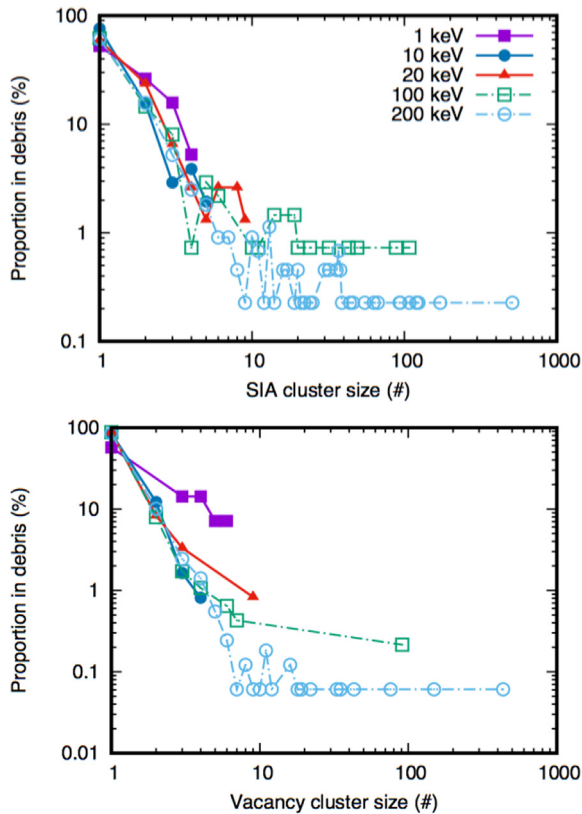 100
10
1
0.1
Proportion in debris (%)
1 keV
10 keV
20 keV
100 keV
200 keV
1 10 100 1000
SIA cluster size (#)
100
10
1
0.1
0.01
Proportion in debris (%)
1 10 100 1000
Vacancy cluster size (#)